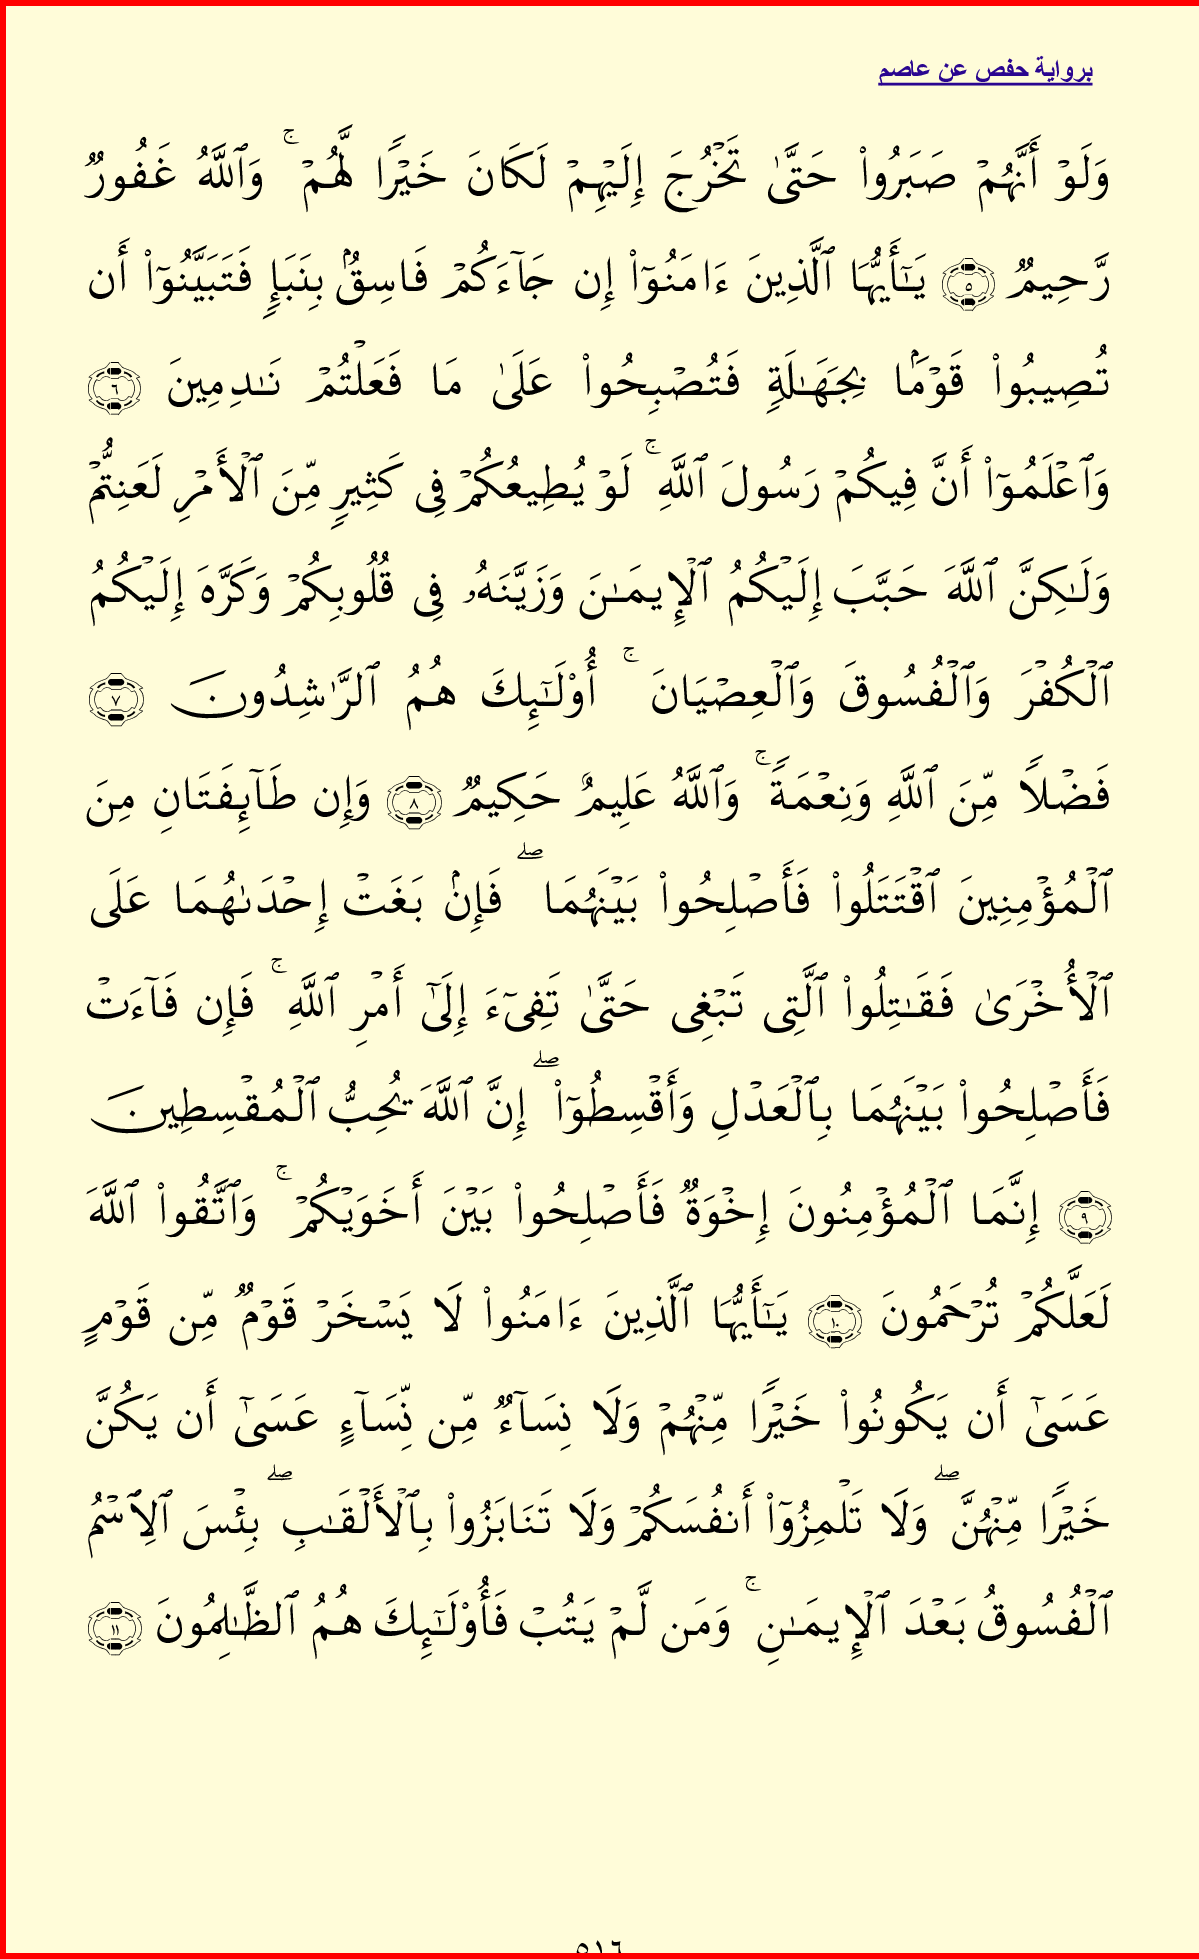 برواية حفص عن عاصم
وَلَوۡ أَنَّهُمۡ صَبَرُواْ حَتَّىٰ تَخۡرُجَ إِلَيۡهِمۡ لَكَانَ خَيۡرٗا لَّهُمۡۚ وَٱللَّهُ غَفُورٞ
رَّحِيمٞ ٥ يَـٰٓأَيُّهَا ٱلَّذِينَ ءَامَنُوٓاْ إِن جَآءَكُمۡ فَاسِقُۢ بِنَبَإٖ فَتَبَيَّنُوٓاْ أَن
تُصِيبُواْ قَوۡمَۢا بِجَهَـٰلَةٖ فَتُصۡبِحُواْ عَلَىٰ مَا فَعَلۡتُمۡ نَـٰدِمِينَ ٦
وَٱعۡلَمُوٓاْ أَنَّ فِيكُمۡ رَسُولَ ٱللَّهِۚ لَوۡ يُطِيعُكُمۡ فِي كَثِيرٖ مِّنَ ٱلۡأَمۡرِ لَعَنِتُّمۡ
وَلَـٰكِنَّ ٱللَّهَ حَبَّبَ إِلَيۡكُمُ ٱلۡإِيمَـٰنَ وَزَيَّنَهُۥ فِي قُلُوبِكُمۡ وَكَرَّهَ إِلَيۡكُمُ
ٱلۡكُفۡرَ وَٱلۡفُسُوقَ وَٱلۡعِصۡيَانَۚ أُوْلَـٰٓئِكَ هُمُ ٱلرَّٰشِدُونَ ٧
فَضۡلٗا مِّنَ ٱللَّهِ وَنِعۡمَةٗۚ وَٱللَّهُ عَلِيمٌ حَكِيمٞ ٨ وَإِن طَآئِفَتَانِ مِنَ
ٱلۡمُؤۡمِنِينَ ٱقۡتَتَلُواْ فَأَصۡلِحُواْ بَيۡنَهُمَاۖ فَإِنۢ بَغَتۡ إِحۡدَىٰهُمَا عَلَى
ٱلۡأُخۡرَىٰ فَقَـٰتِلُواْ ٱلَّتِي تَبۡغِي حَتَّىٰ تَفِيٓءَ إِلَىٰٓ أَمۡرِ ٱللَّهِۚ فَإِن فَآءَتۡ
فَأَصۡلِحُواْ بَيۡنَهُمَا بِٱلۡعَدۡلِ وَأَقۡسِطُوٓاْۖ إِنَّ ٱللَّهَ يُحِبُّ ٱلۡمُقۡسِطِينَ
٩ إِنَّمَا ٱلۡمُؤۡمِنُونَ إِخۡوَةٞ فَأَصۡلِحُواْ بَيۡنَ أَخَوَيۡكُمۡۚ وَٱتَّقُواْ ٱللَّهَ
لَعَلَّكُمۡ تُرۡحَمُونَ ١٠ يَـٰٓأَيُّهَا ٱلَّذِينَ ءَامَنُواْ لَا يَسۡخَرۡ قَوۡمٞ مِّن قَوۡمٍ
عَسَىٰٓ أَن يَكُونُواْ خَيۡرٗا مِّنۡهُمۡ وَلَا نِسَآءٞ مِّن نِّسَآءٍ عَسَىٰٓ أَن يَكُنَّ
خَيۡرٗا مِّنۡهُنَّۖ وَلَا تَلۡمِزُوٓاْ أَنفُسَكُمۡ وَلَا تَنَابَزُواْ بِٱلۡأَلۡقَـٰبِۖ بِئۡسَ ٱلِٱسۡمُ
ٱلۡفُسُوقُ بَعۡدَ ٱلۡإِيمَـٰنِۚ وَمَن لَّمۡ يَتُبۡ فَأُوْلَـٰٓئِكَ هُمُ ٱلظَّـٰلِمُونَ ١١
٥١٦